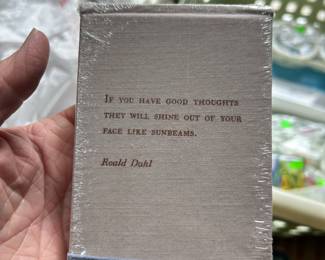 If you have good thoughts
they will shine out of your
face like sunbeams.
Roald Dahl